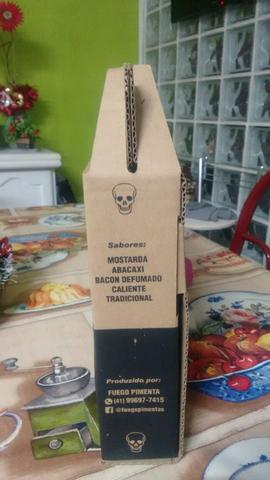 Sabores:
MOSTARDA
ABACAXI
BACON DEFUMADO
CALIENTE
TRADICIONAL
Produzido por:
FUEGO PIMENTA
(41) 99697-7415
@fuegopimentas